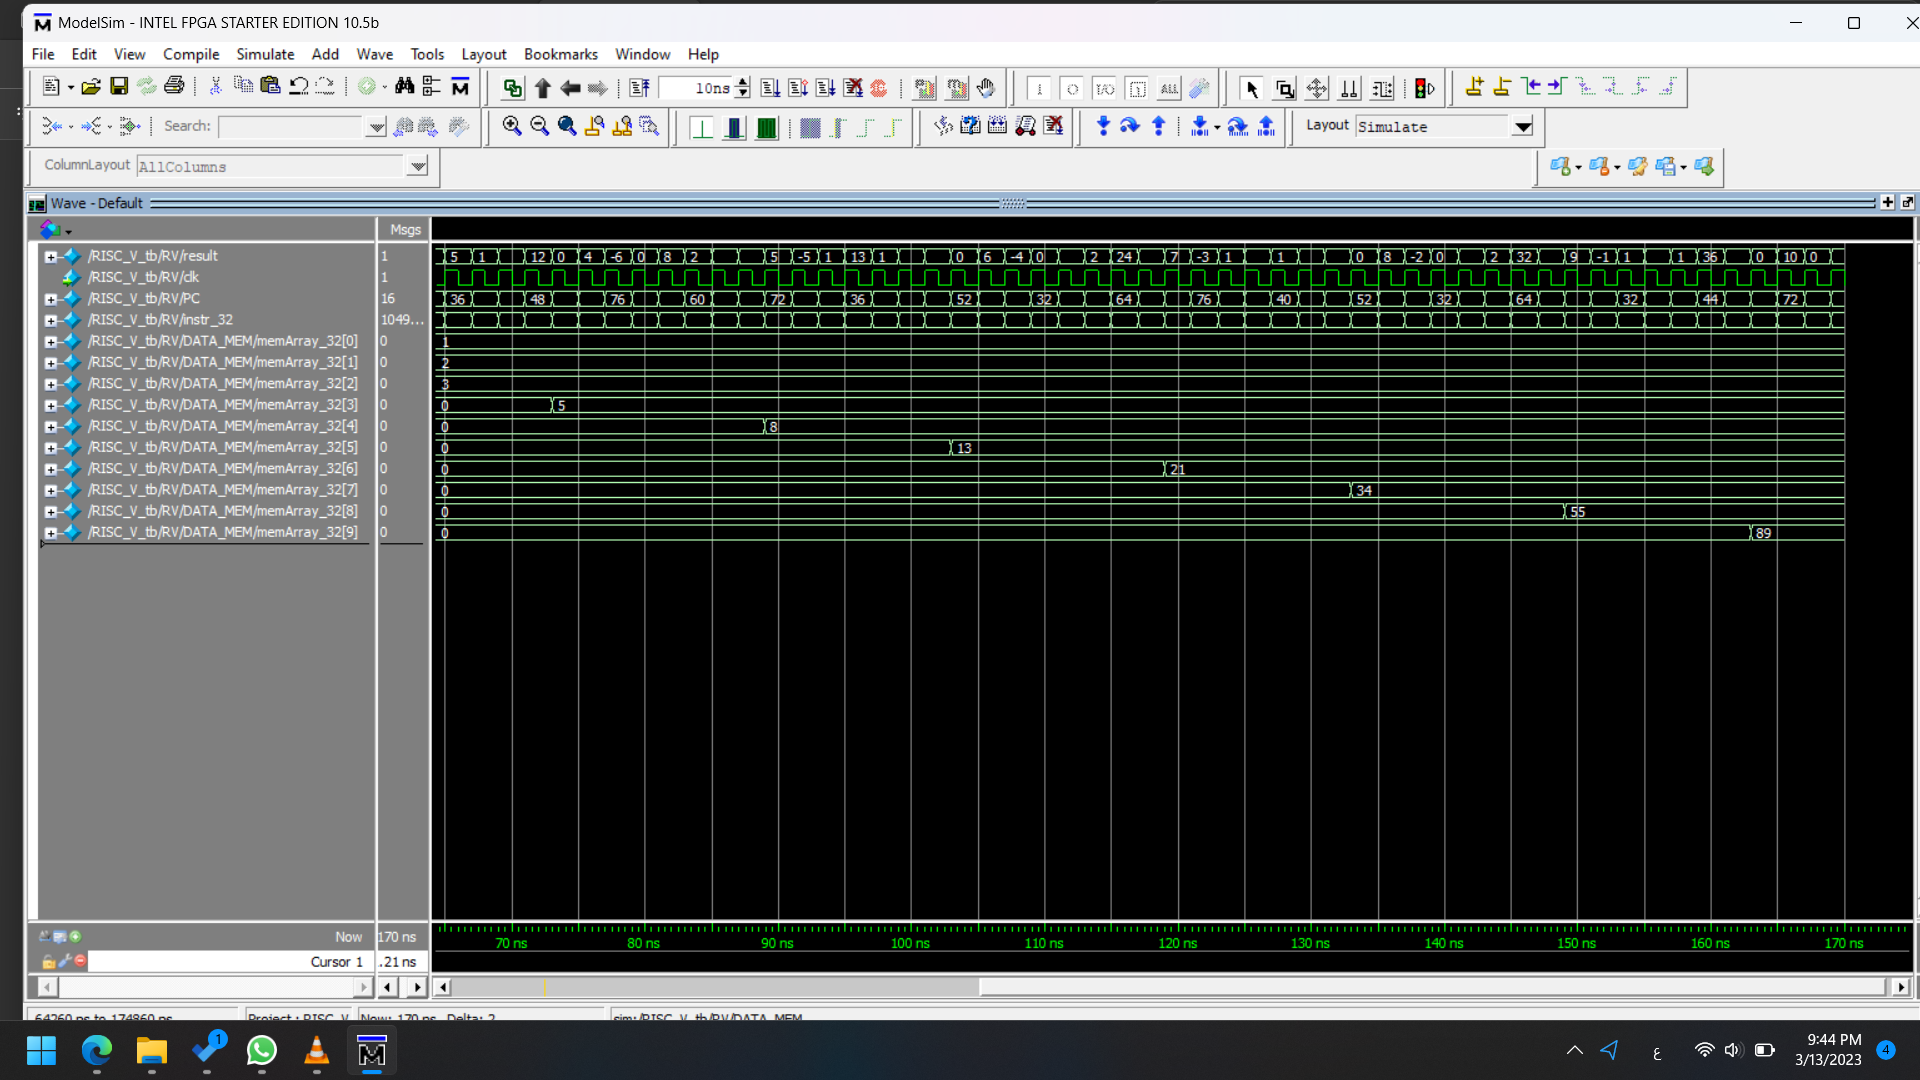 ModelSim - INTEL FPGA STARTER EDITION 10.5b
File Edit View Compile Simulate Add Wave Tools Layout Bookmarks Window Help
10ns
Search:
Layout Simulate
ColumnLayout AllColumns
Wave - Default
Msgs
/RISC_V_tb/RV/result 1 5 1 12 0 4 -6 0 8 2 5 -5 1 13 1 0 6 -4 0 2 24 7 -3 1 1 0 8 -2 0 2 32 9 -1 1 1 36 0 10 0
/RISC_V_tb/RV/clk 1
/RISC_V_tb/RV/PC 16 36 48 76 60 72 36 52 32 64 76 40 52 32 64 32 44 72
/RISC_V_tb/RV/instr_32 1049...
/RISC_V_tb/RV/DATA_MEM/memArray_32[0] 0 1
/RISC_V_tb/RV/DATA_MEM/memArray_32[1] 0 2
/RISC_V_tb/RV/DATA_MEM/memArray_32[2] 0 3
/RISC_V_tb/RV/DATA_MEM/memArray_32[3] 0 0 5
/RISC_V_tb/RV/DATA_MEM/memArray_32[4] 0 0 8
/RISC_V_tb/RV/DATA_MEM/memArray_32[5] 0 0 13
/RISC_V_tb/RV/DATA_MEM/memArray_32[6] 0 0 21
/RISC_V_tb/RV/DATA_MEM/memArray_32[7] 0 0 34
/RISC_V_tb/RV/DATA_MEM/memArray_32[8] 0 0 55
/RISC_V_tb/RV/DATA_MEM/memArray_32[9] 0 0 89
Now 170 ns 70 ns 80 ns 90 ns 100 ns 110 ns 120 ns 130 ns 140 ns 150 ns 160 ns 170 ns
Cursor 1 .21 ns
64260 ps to 174860 ps Project : RISC_V Now: 170 ns Delta: 2 sim:/RISC_V_tb/RV/DATA_MEM
1
ع
9:44 PM
3/13/2023
4